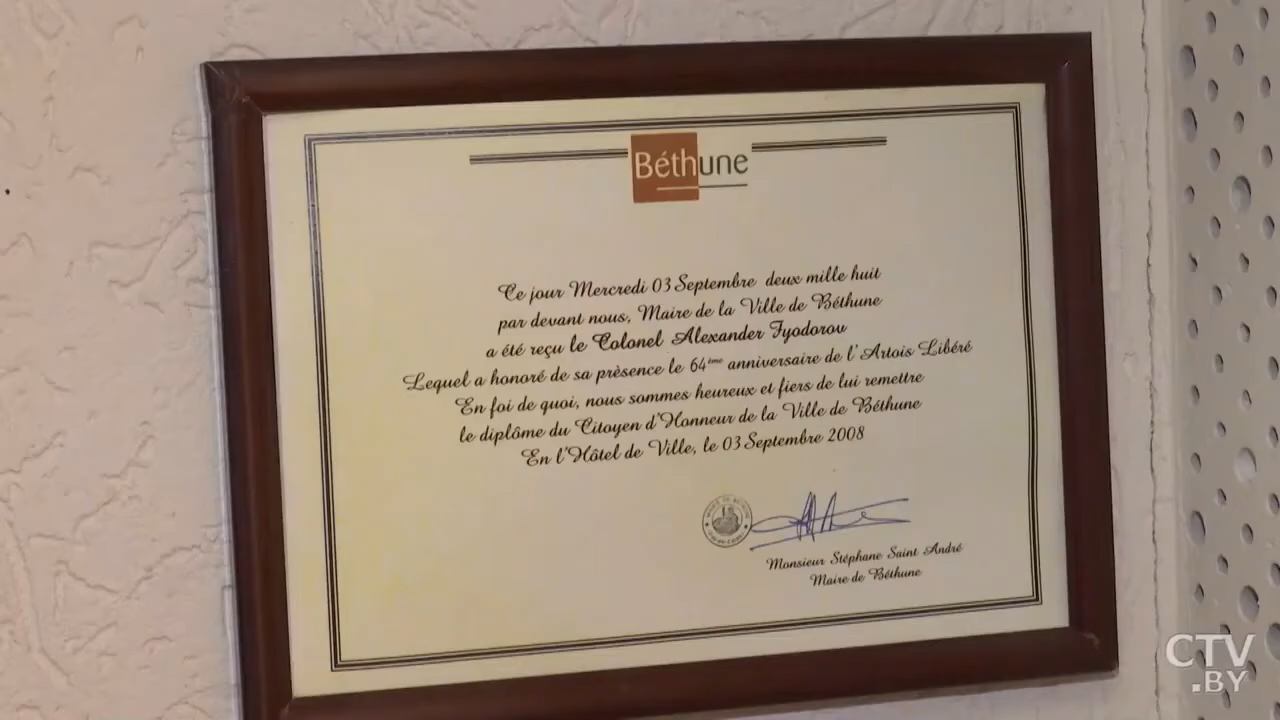 Béthune
Ce jour Mercredi 03 Septembre deux mille huit
par devant nous, Maire de la Ville de Béthune
a été reçu le Colonel Alexander Fyodorov
Lequel a honoré de sa présence le 64ème anniversaire de l'Artois Libéré
En foi de quoi, nous sommes heureux et fiers de lui remettre
le diplôme du Citoyen d'Honneur de la Ville de Béthune
En l'Hôtel de Ville, le 03 Septembre 2008
Monsieur Stéphane Saint André
Maire de Béthune
CTV
.BY